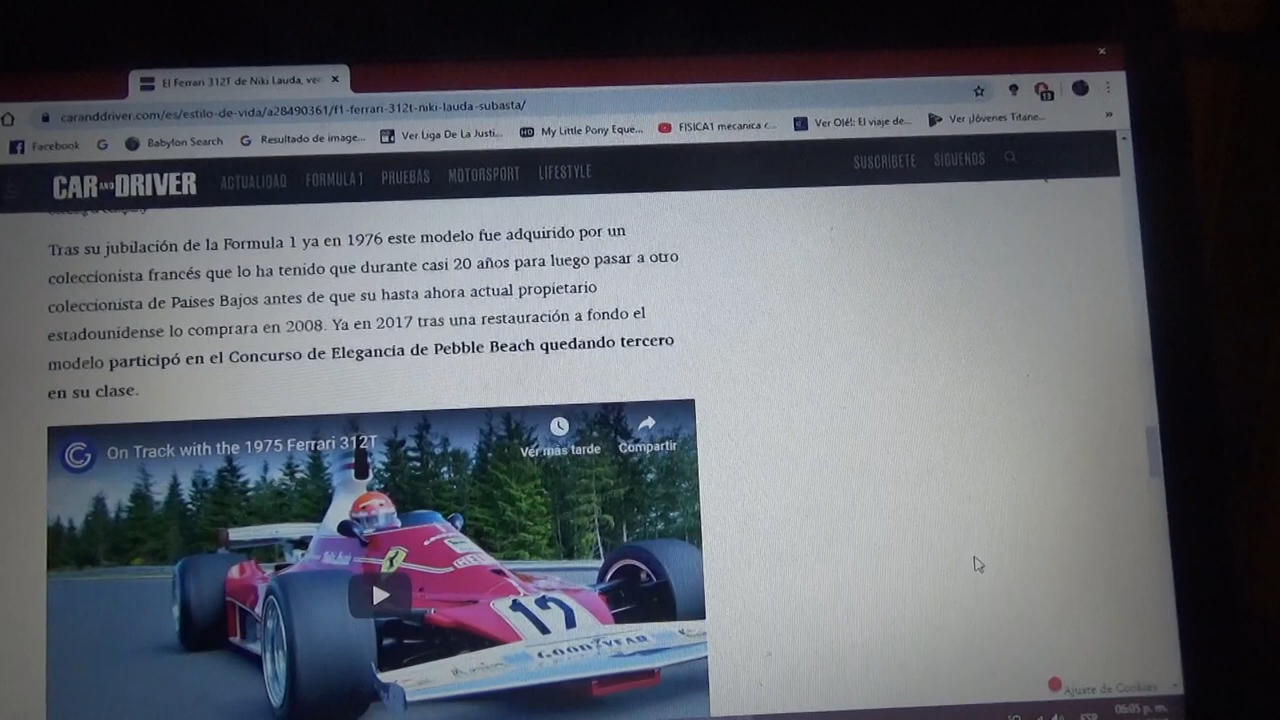 El Ferrari 312T de Niki Lauda, ve
caranddriver.com/es/estilo-de-vida/a28490361/f1-ferrari-312t-niki-lauda-subasta/
13
Facebook G Babylon Search Resultado de image... Ver Liga De La Justi... HD My Little Pony Eque... FISICA1 mecanica c... Ver Olé!: El viaje de... Ver ¡Jóvenes Titane... »
CAR AND DRIVER ACTUALIDAD FORMULA 1 PRUEBAS MOTORSPORT LIFESTYLE SUSCRÍBETE SÍGUENOS
Tras su jubilación de la Formula 1 ya en 1976 este modelo fue adquirido por un
coleccionista francés que lo ha tenido que durante casi 20 años para luego pasar a otro
coleccionista de Paises Bajos antes de que su hasta ahora actual propietario
estadounidense lo comprara en 2008. Ya en 2017 tras una restauración a fondo el
modelo participó en el Concurso de Elegancia de Pebble Beach quedando tercero
en su clase.
On Track with the 1975 Ferrari 312T
Ver más tarde Compartir
12
GOODYEAR
Ajuste de Cookies
ESP 06:05 p. m.